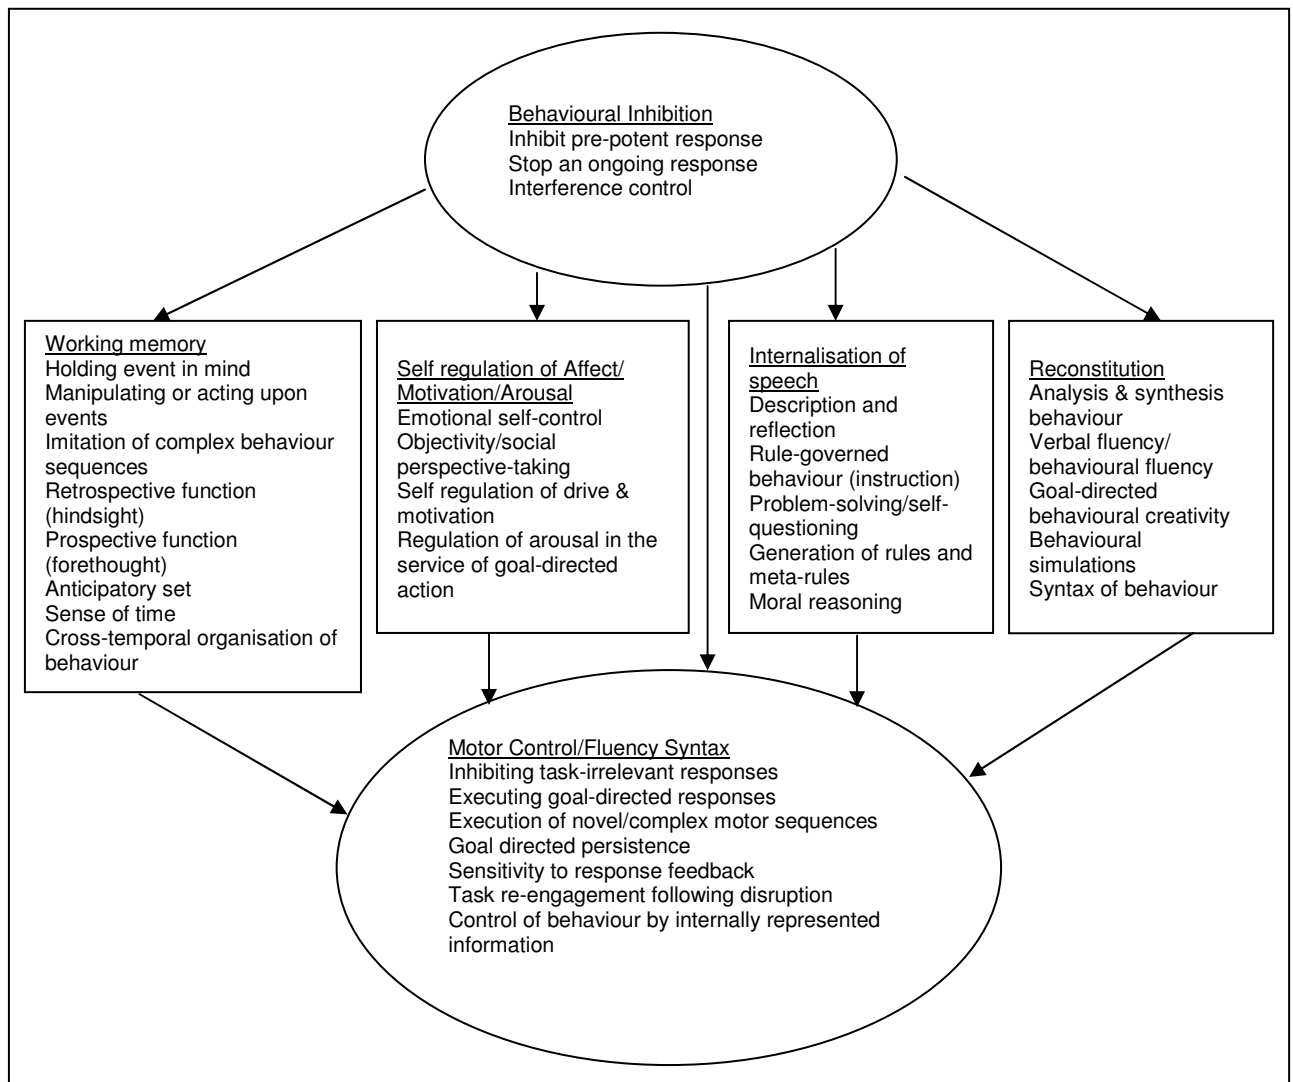 Behavioural Inhibition
Inhibit pre-potent response
Stop an ongoing response
Interference control
Working memory
Holding event in mind
Manipulating or acting upon
events
Imitation of complex behaviour
sequences
Retrospective function
(hindsight)
Prospective function
(forethought)
Anticipatory set
Sense of time
Cross-temporal organisation of
behaviour
Self regulation of Affect/
Motivation/Arousal
Emotional self-control
Objectivity/social
perspective-taking
Self regulation of drive &
motivation
Regulation of arousal in the
service of goal-directed
action
Internalisation of
speech
Description and
reflection
Rule-governed
behaviour (instruction)
Problem-solving/self-
questioning
Generation of rules and
meta-rules
Moral reasoning
Reconstitution
Analysis & synthesis
behaviour
Verbal fluency/
behavioural fluency
Goal-directed
behavioural creativity
Behavioural
simulations
Syntax of behaviour
Motor Control/Fluency Syntax
Inhibiting task-irrelevant responses
Executing goal-directed responses
Execution of novel/complex motor sequences
Goal directed persistence
Sensitivity to response feedback
Task re-engagement following disruption
Control of behaviour by internally represented
information